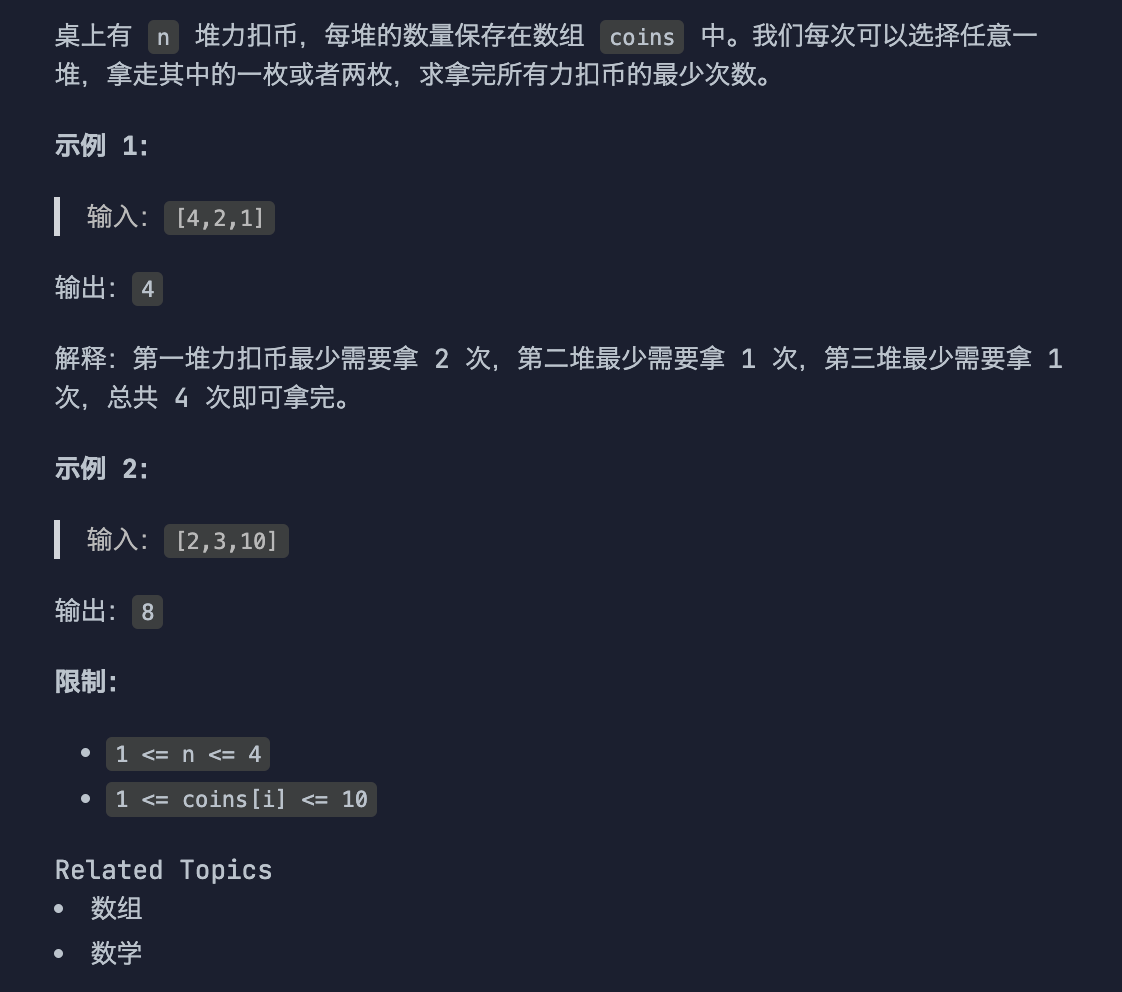 桌上有 n 堆力扣币，每堆的数量保存在数组 coins 中。我们每次可以选择任意一
堆，拿走其中的一枚或者两枚，求拿完所有力扣币的最少次数。
示例 1：
输入：[4,2,1]
输出：4
解释：第一堆力扣币最少需要拿 2 次，第二堆最少需要拿 1 次，第三堆最少需要拿 1
次，总共 4 次即可拿完。
示例 2：
输入：[2,3,10]
输出：8
限制：
• 1 <= n <= 4
• 1 <= coins[i] <= 10
Related Topics
• 数组
• 数学